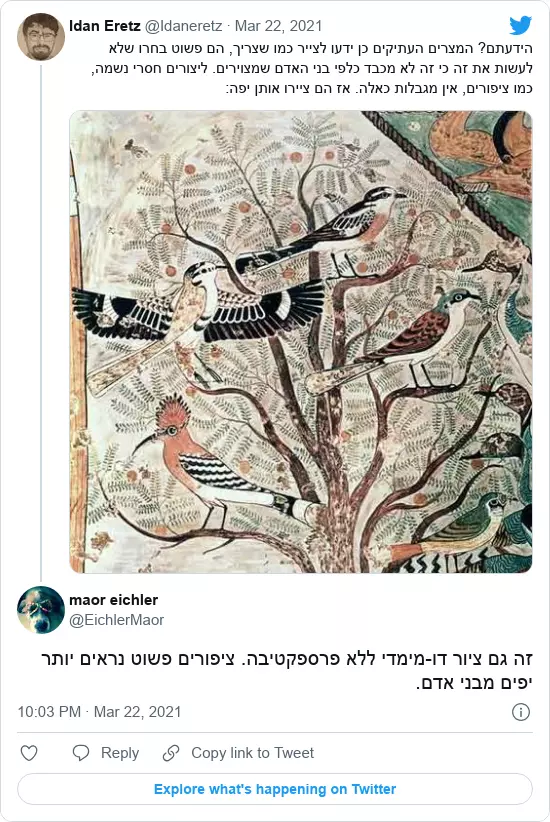 Idan Eretz @Idaneretz · Mar 22, 2021
הידעתם? המצרים העתיקים כן ידעו לצייר כמו שצריך, הם פשוט בחרו שלא
לעשות את זה כי זה לא מכבד כלפי בני האדם שמצוירים. ליצורים חסרי נשמה,
כמו ציפורים, אין מגבלות כאלה. אז הם ציירו אותן יפה:
maor eichler
@EichlerMaor
זה גם ציור דו-מימדי ללא פרספקטיבה. ציפורים פשוט נראים יותר
יפים מבני אדם.
10:03 PM · Mar 22, 2021
Reply
Copy link to Tweet
Explore what's happening on Twitter